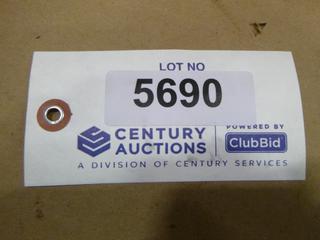 LOT NO
5690
CENTURY
AUCTIONS
POWERED BY
ClubBid
A DIVISION OF CENTURY SERVICES